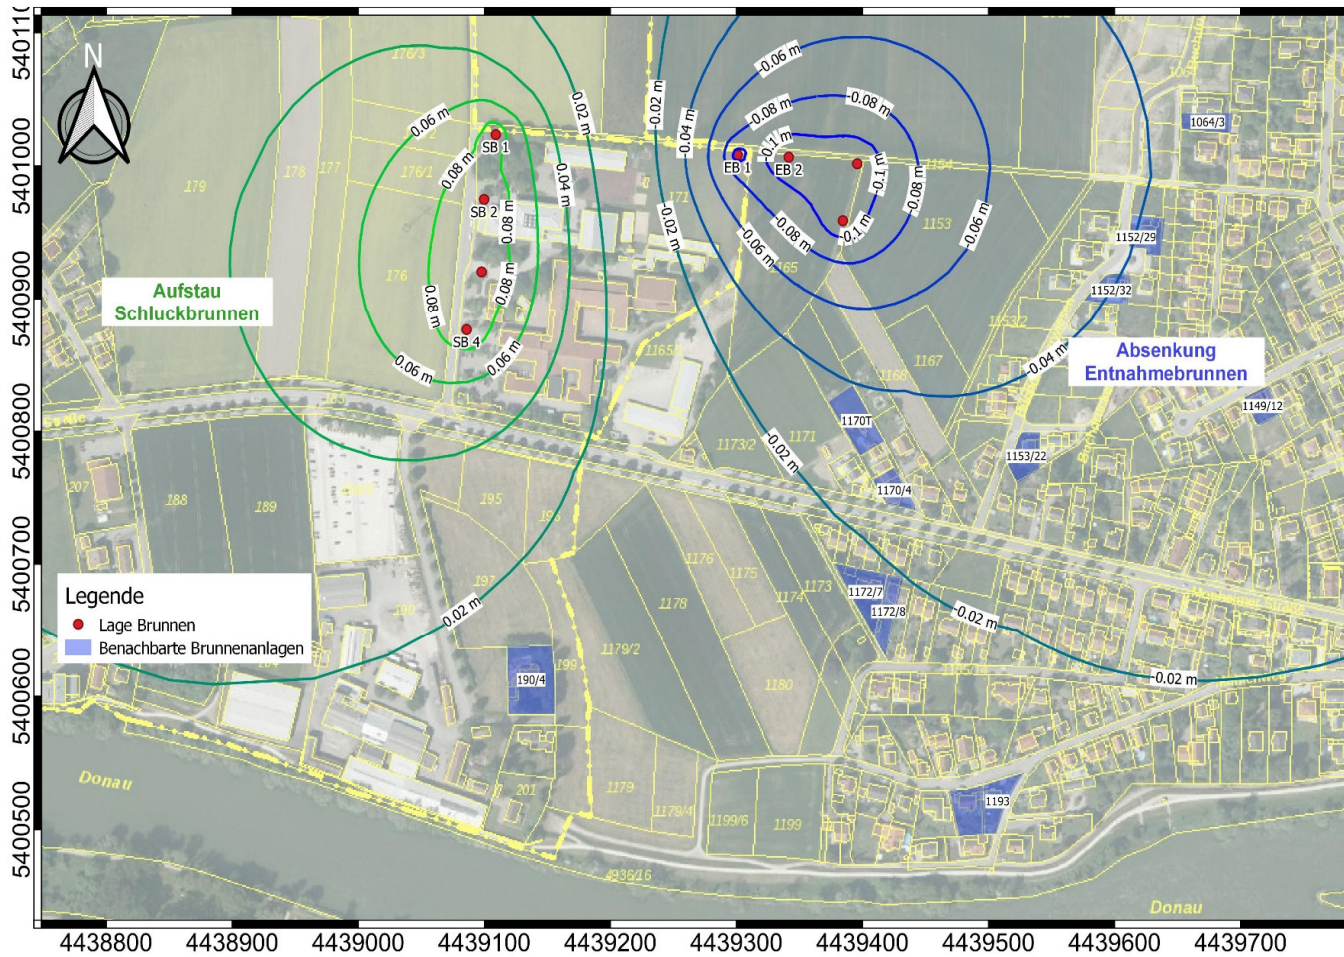 N
5401100
5401000
5400900
5400800
5400700
5400600
5400500
4438800
4438900
4439000
4439100
4439200
4439300
4439400
4439500
4439600
4439700
Aufstau
Schluckbrunnen
Absenkung
Entnahmebrunnen
Legende
Lage Brunnen
Benachbarte Brunnenanlagen
SB 1
SB 2
SB 4
EB 1
EB 2
0.06 m
0.08 m
0.08 m
0.08 m
0.08 m
0.06 m
0.06 m
0.04 m
0.02 m
0.02 m
-0.02 m
-0.04 m
-0.06 m
-0.08 m
-0.08 m
-0.1 m
-0.1 m
-0.1 m
-0.08 m
-0.08 m
-0.06 m
-0.06 m
-0.02 m
-0.04 m
-0.02 m
-0.02 m
-0.02 m
1064/3
1152/29
1152/32
1149/12
1153/22
1170T
1170/4
1172/7
1172/8
190/4
1193
176/3
179
178
177
176/1
176
171
1154
1153
1165
1153/2
1167
1168
1171
1173/2
207
188
189
195
197
1176
1175
1174
1173
1178
1179/2
1180
199
201
1179
1179/4
1199/6
1199
4936/16
Donau
Donau